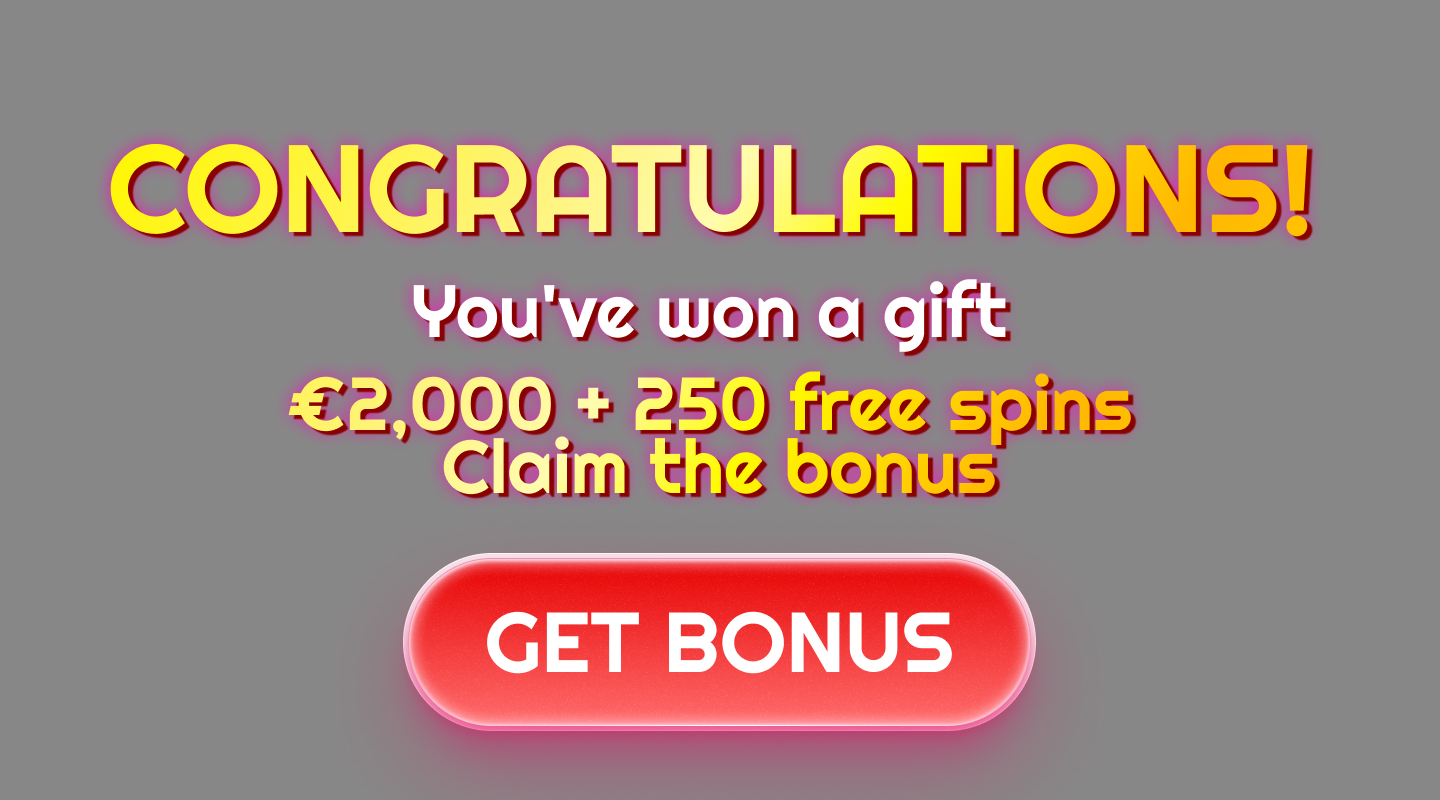 CONGRATULATIONS!
You've won a gift
€2,000 + 250 free spins
Claim the bonus
GET BONUS